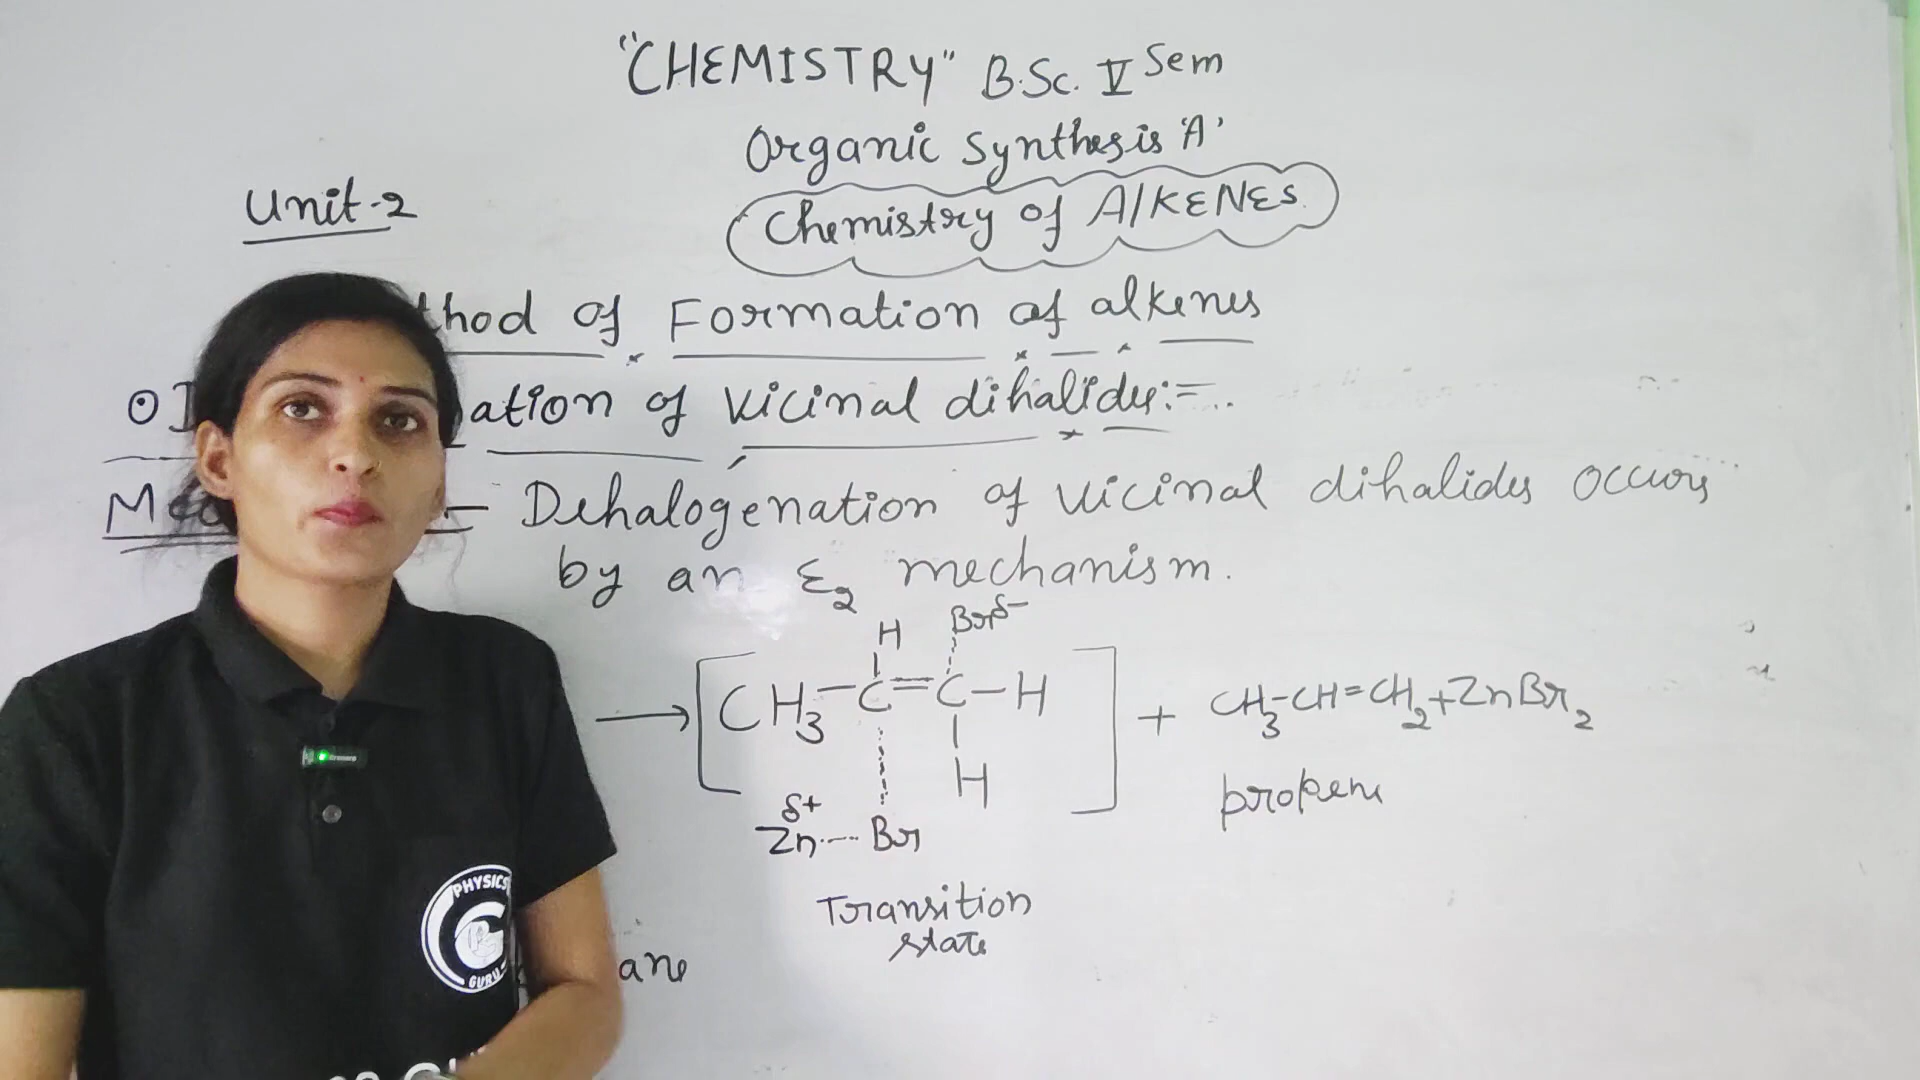 "CHEMISTRY" B.Sc. V Sem
Organic Synthesis 'A'
Unit-2
Chemistry of AlKENES
thod of Formation of alkenes
ation of vicinal dihalides:=..
Dehalogenation of vicinal dihalides occurs
by an E2 mechanism.
H Brδ-
CH3-C=C-H + CH3-CH=CH2+ZnBr2
H
δ+
Zn----Br
propene
Transition
state
ane
PHYSICS
GURU